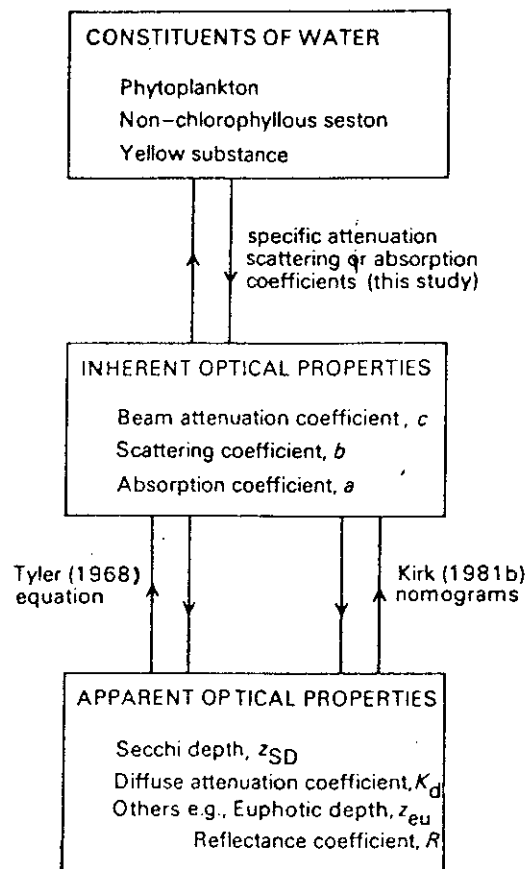 CONSTITUENTS OF WATER
Phytoplankton
Non-chlorophyllous seston
Yellow substance
specific attenuation
scattering or absorption
coefficients (this study)
INHERENT OPTICAL PROPERTIES
Beam attenuation coefficient, c
Scattering coefficient, b
Absorption coefficient, a
Tyler (1968)
equation
Kirk (1981b)
nomograms
APPARENT OPTICAL PROPERTIES
Secchi depth, zSD
Diffuse attenuation coefficient, Kd
Others e.g., Euphotic depth, zeu
Reflectance coefficient, R